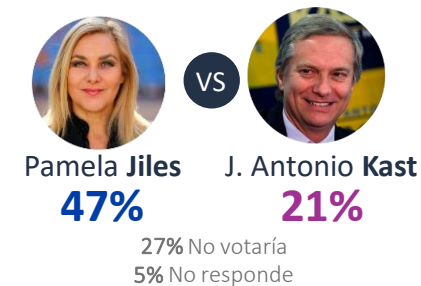 VS
Pamela Jiles
J. Antonio Kast
47%
21%
27% No votaría
5% No responde